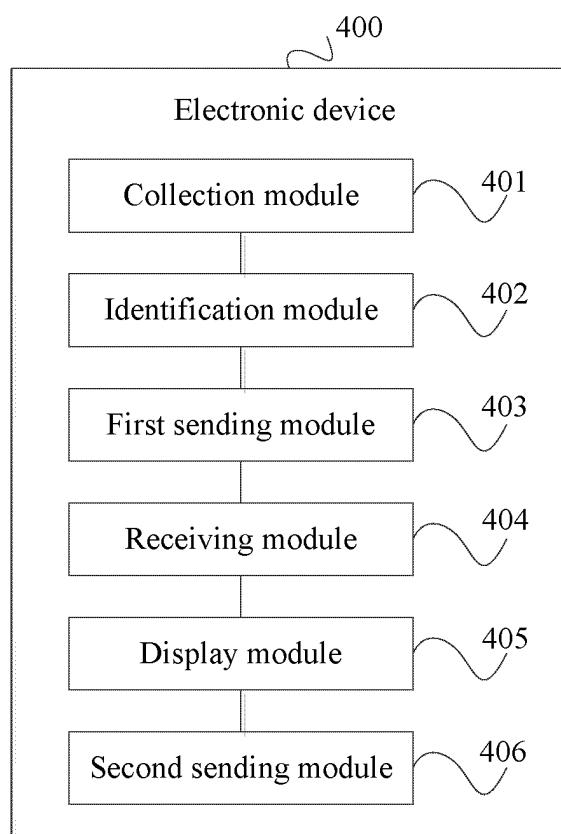 400
Electronic device
Collection module 401
Identification module 402
First sending module 403
Receiving module 404
Display module 405
Second sending module 406